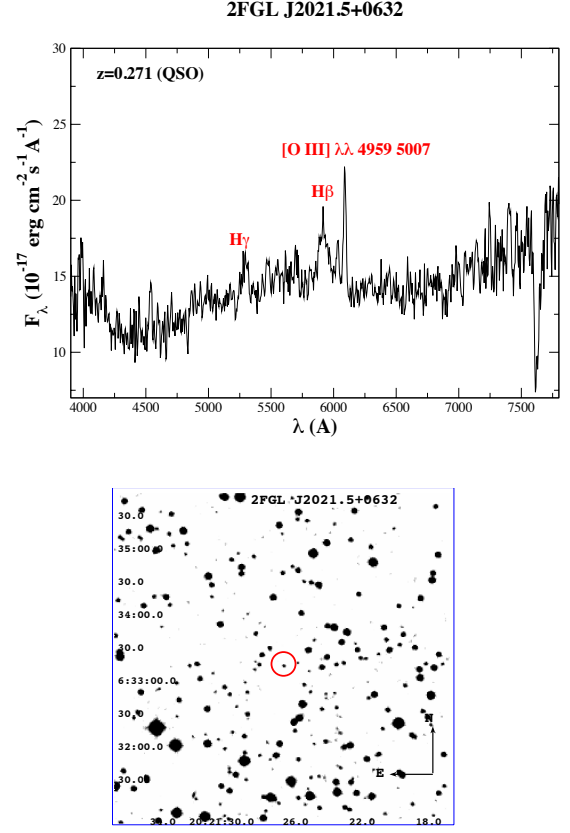 2FGL J2021.5+0632
30
z=0.271 (QSO)
25
[O III] λλ 4959 5007
20
Hβ
Hγ
15
10
F_λ (10^-17 erg cm^-2 s^-1 A^-1)
4000 4500 5000 5500 6000 6500 7000 7500
λ (A)
2FGL J2021.5+0632
30.0
35:00.0
30.0
34:00.0
30.0
6:33:00.0
30.0
N
32:00.0
E
30.0
20:21:30.0 26.0 22.0 18.0